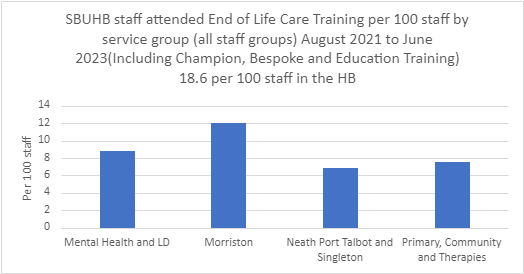 SBUHB staff attended End of Life Care Training per 100 staff by
service group (all staff groups) August 2021 to June
2023(Including Champion, Bespoke and Education Training)
18.6 per 100 staff in the HB
14
12
10
8
6
4
2
0
Per 100 staff
Mental Health and LD
Morriston
Neath Port Talbot and
Singleton
Primary, Community
and Therapies